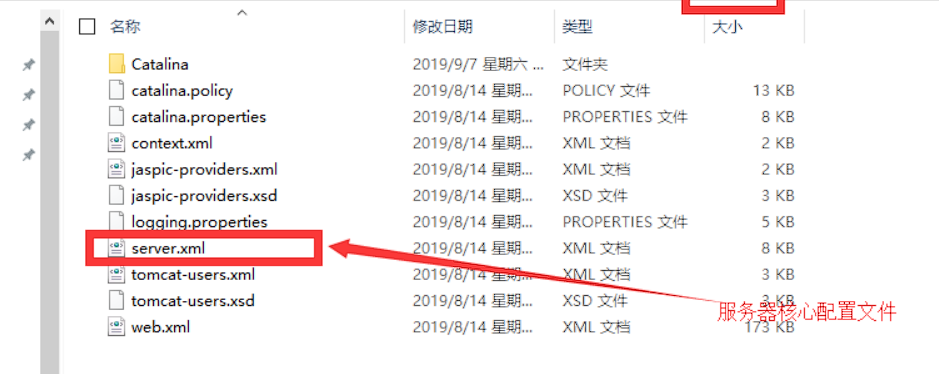 名称 修改日期 类型 大小
Catalina 2019/9/7 星期六 ... 文件夹
catalina.policy 2019/8/14 星期... POLICY 文件 13 KB
catalina.properties 2019/8/14 星期... PROPERTIES 文件 8 KB
context.xml 2019/8/14 星期... XML 文档 2 KB
jaspic-providers.xml 2019/8/14 星期... XML 文档 2 KB
jaspic-providers.xsd 2019/8/14 星期... XSD 文件 3 KB
logging.properties 2019/8/14 星期... PROPERTIES 文件 5 KB
server.xml 2019/8/14 星期... XML 文档 8 KB
tomcat-users.xml 2019/8/14 星期... XML 文档 3 KB
tomcat-users.xsd 2019/8/14 星期... XSD 文件 3 KB
服务器核心配置文件
web.xml 2019/8/14 星期... XML 文档 173 KB